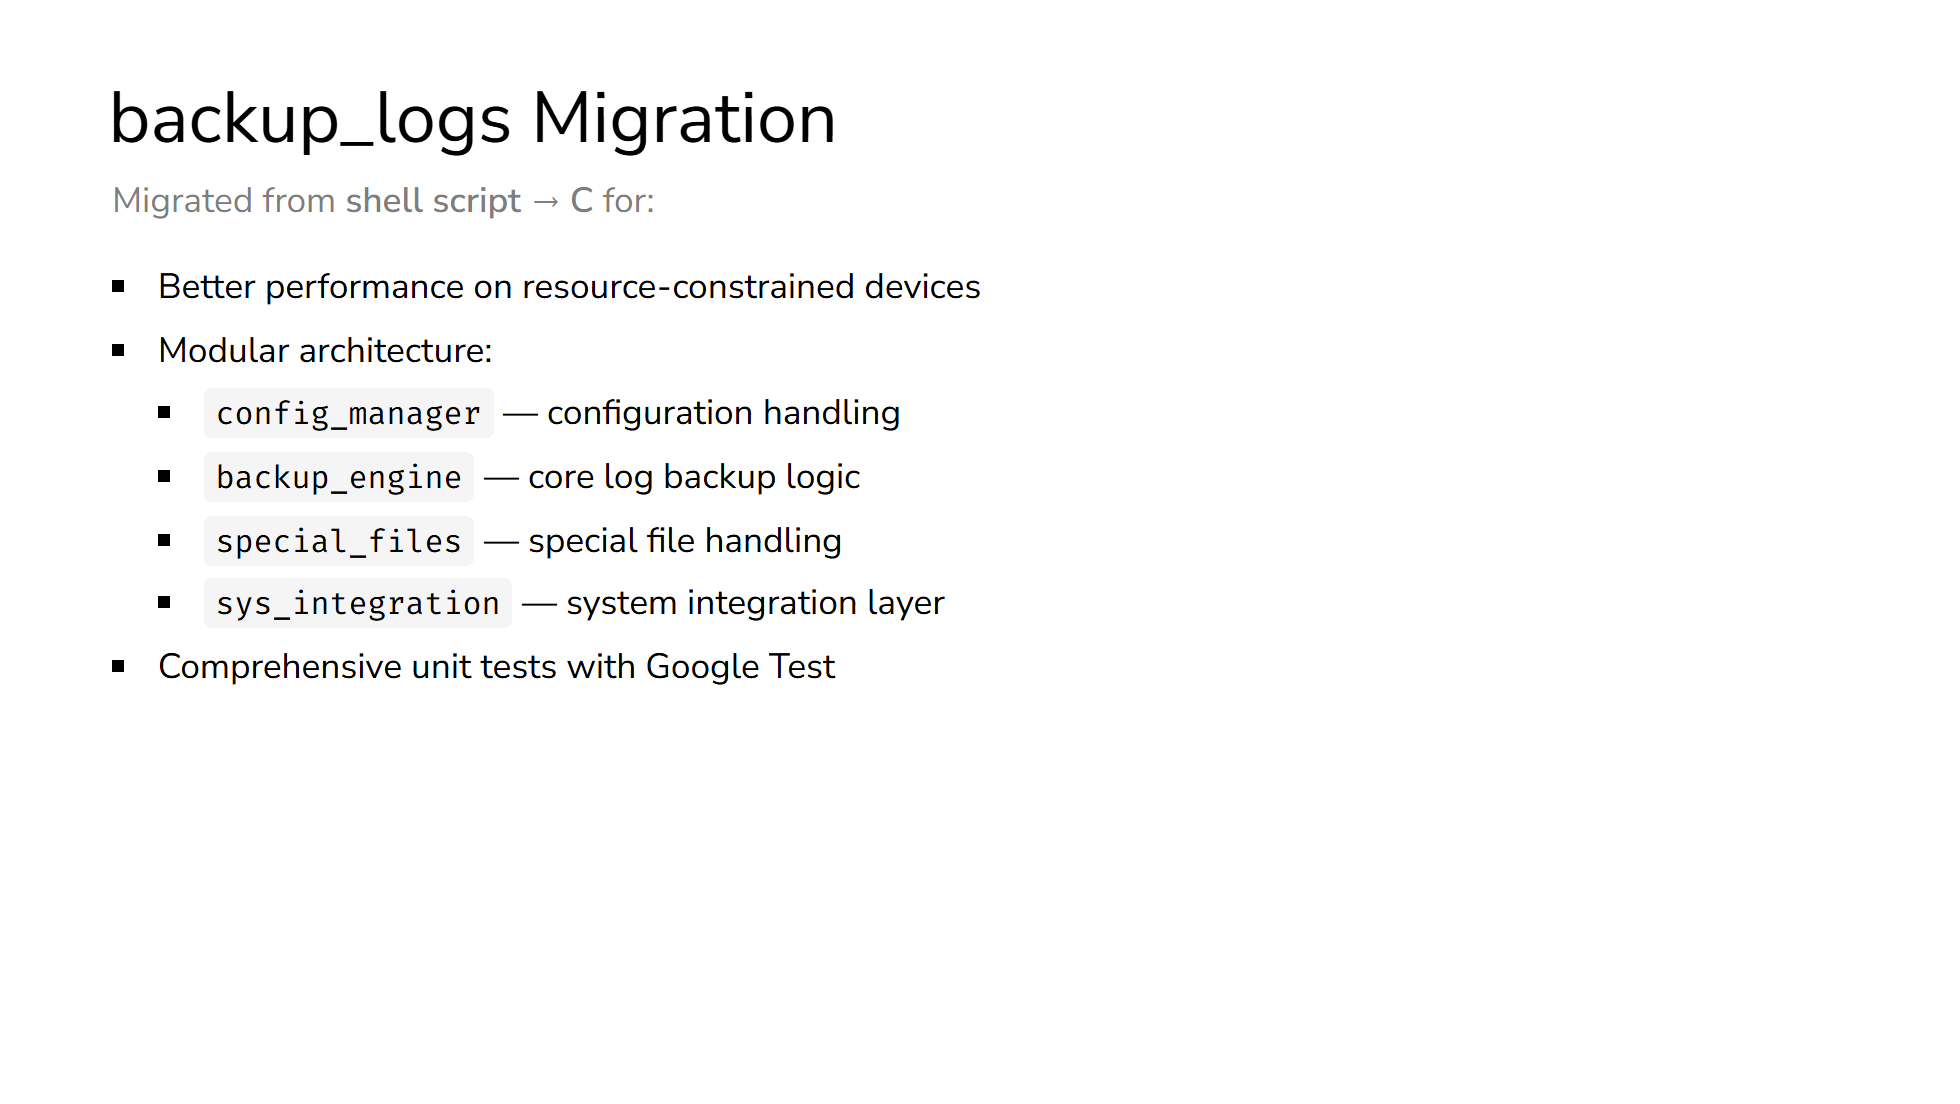 backup_logs Migration
Migrated from shell script → C for:
▪ Better performance on resource-constrained devices
▪ Modular architecture:
▪ config_manager — configuration handling
▪ backup_engine — core log backup logic
▪ special_files — special file handling
▪ sys_integration — system integration layer
▪ Comprehensive unit tests with Google Test